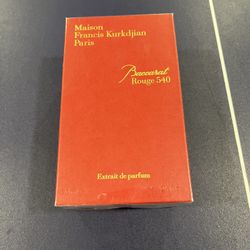 Maison
Francis Kurkdjian
Paris
Baccarat
Rouge 540
Extrait de parfum